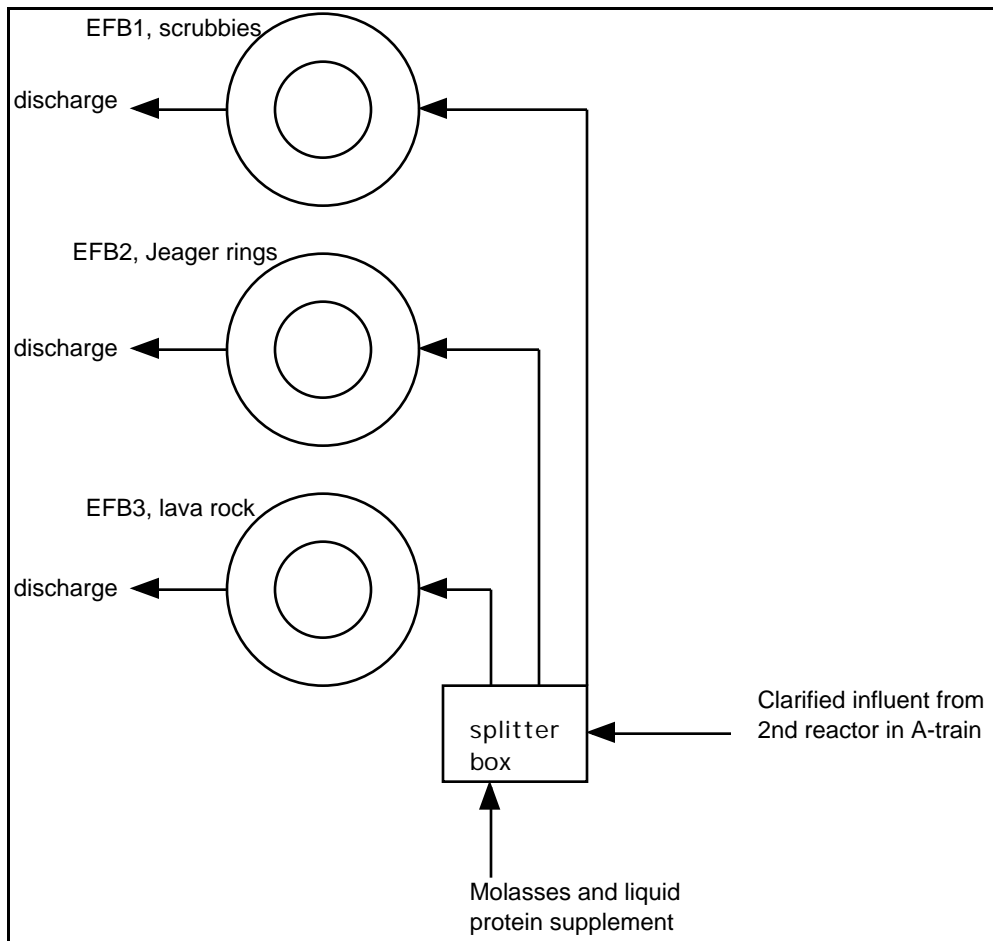 EFB1, scrubbies
discharge
EFB2, Jeager rings
discharge
EFB3, lava rock
discharge
splitter
box
Clarified influent from
2nd reactor in A-train
Molasses and liquid
protein supplement